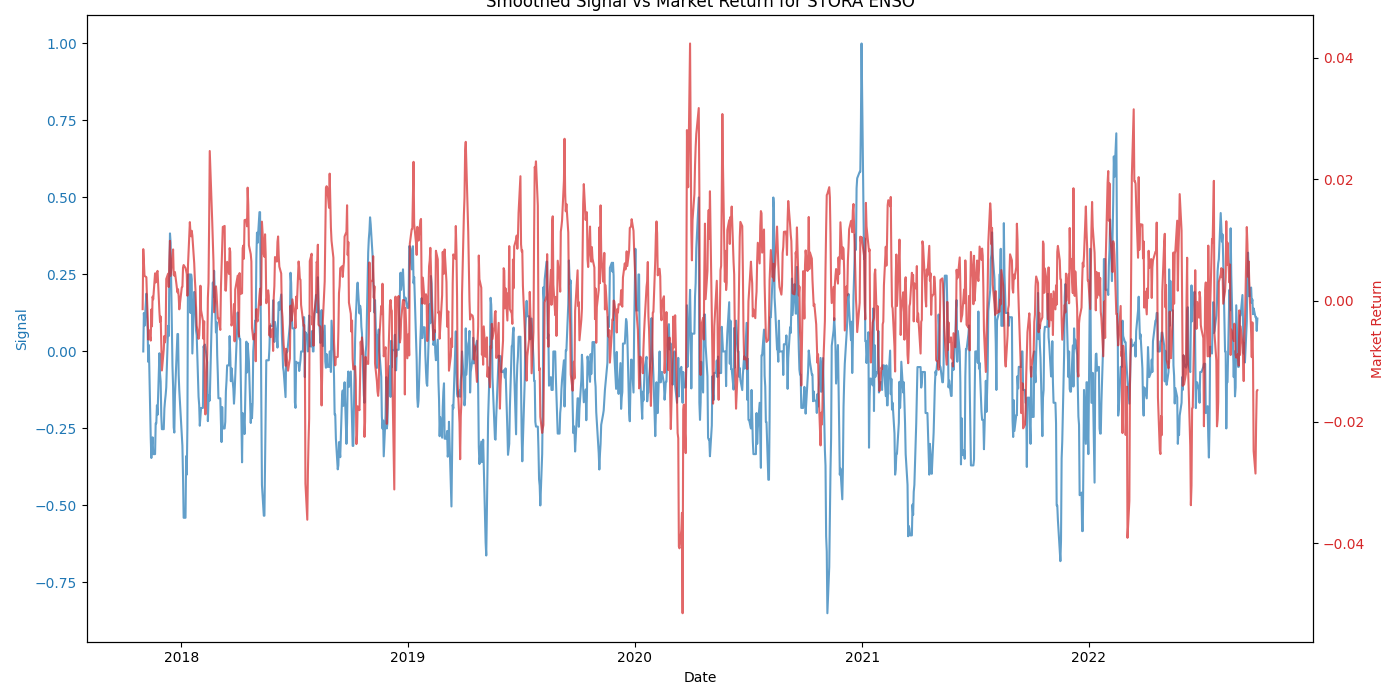 Smoothed Signal vs Market Return for STORA ENSO
1.00
0.75
0.50
0.25
0.00
−0.25
−0.50
−0.75
Signal
0.04
0.02
0.00
−0.02
−0.04
Market Return
2018 2019 2020 2021 2022
Date